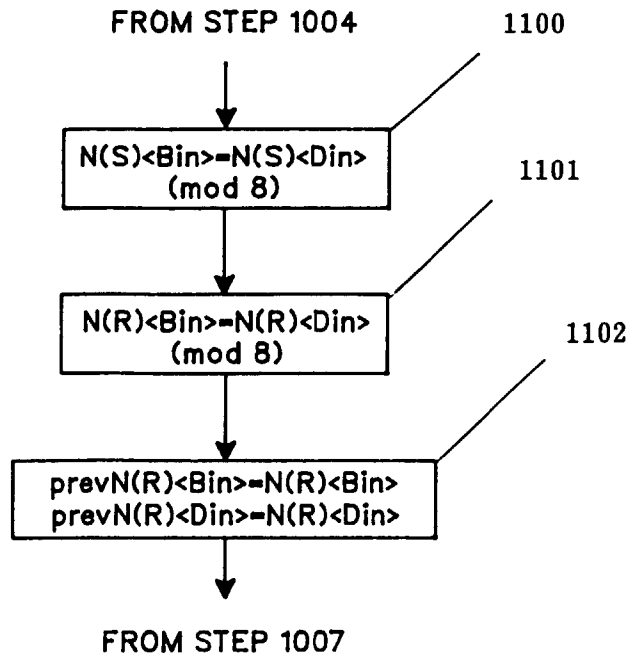 FROM STEP 1004
1100
N(S)<Bin>=N(S)<Din>
(mod 8)
1101
N(R)<Bin>=N(R)<Din>
(mod 8)
1102
prevN(R)<Bin>=N(R)<Bin>
prevN(R)<Din>=N(R)<Din>
FROM STEP 1007